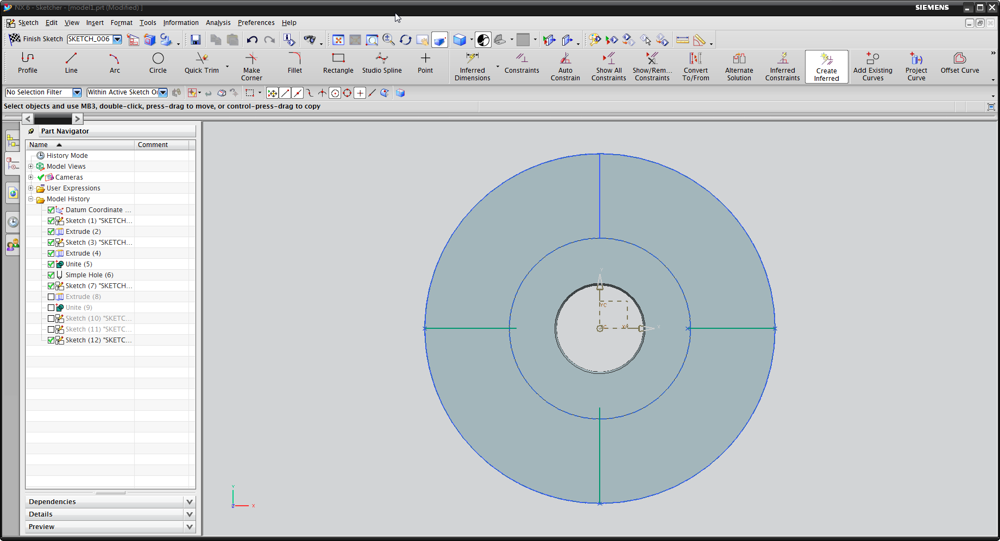 NX 6 - Sketcher - [model1.prt (Modified) ]
SIEMENS
Sketch Edit View Insert Format Tools Information Analysis Preferences Help
Finish Sketch SKETCH_006
Profile Line Arc Circle Quick Trim Make Corner Fillet Rectangle Studio Spline Point Inferred Dimensions Constraints Auto Constrain Show All Constraints Show/Rem... Constraints Convert To/From Alternate Solution Inferred Constraints Create Inferred Add Existing Curves Project Curve Offset Curve
No Selection Filter Within Active Sketch Or
Select objects and use MB3, double-click, press-drag to move, or control-press-drag to copy
Part Navigator
Name Comment
History Mode
Model Views
Cameras
User Expressions
Model History
Datum Coordinate ...
Sketch (1) "SKETCH...
Extrude (2)
Sketch (3) "SKETCH...
Extrude (4)
Unite (5)
Simple Hole (6)
Sketch (7) "SKETCH...
Extrude (8)
Unite (9)
Sketch (10) "SKETC...
Sketch (11) "SKETC...
Sketch (12) "SKETC...
Y
YC
X
Y
Z X
Dependencies
Details
Preview